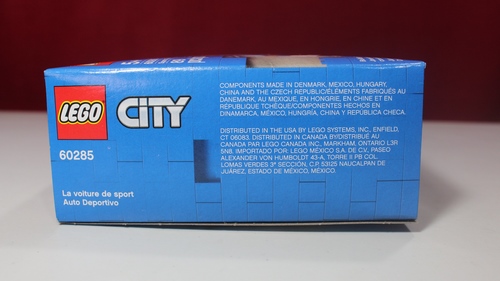 LEGO
CITY
60285
La voiture de sport
Auto Deportivo
COMPONENTS MADE IN DENMARK, MEXICO, HUNGARY,
CHINA AND THE CZECH REPUBLIC/ÉLÉMENTS FABRIQUÉS AU
DANEMARK, AU MEXIQUE, EN HONGRIE, EN CHINE ET EN
RÉPUBLIQUE TCHÈQUE/COMPONENTES HECHOS EN
DINAMARCA, MÉXICO, HUNGRÍA, CHINA Y REPÚBLICA CHECA.
DISTRIBUTED IN THE USA BY LEGO SYSTEMS, INC., ENFIELD,
CT 06083. DISTRIBUTED IN CANADA BY/DISTRIBUÉ AU
CANADA PAR LEGO CANADA INC., MARKHAM, ONTARIO L3R
5N8. IMPORTADO POR: LEGO MÉXICO S.A. DE C.V., PASEO
ALEXANDER VON HUMBOLDT 43-A, TORRE II PB COL.
LOMAS VERDES 3ª SECCIÓN, C.P. 53125 NAUCALPAN DE
JUÁREZ, ESTADO DE MÉXICO, MÉXICO.